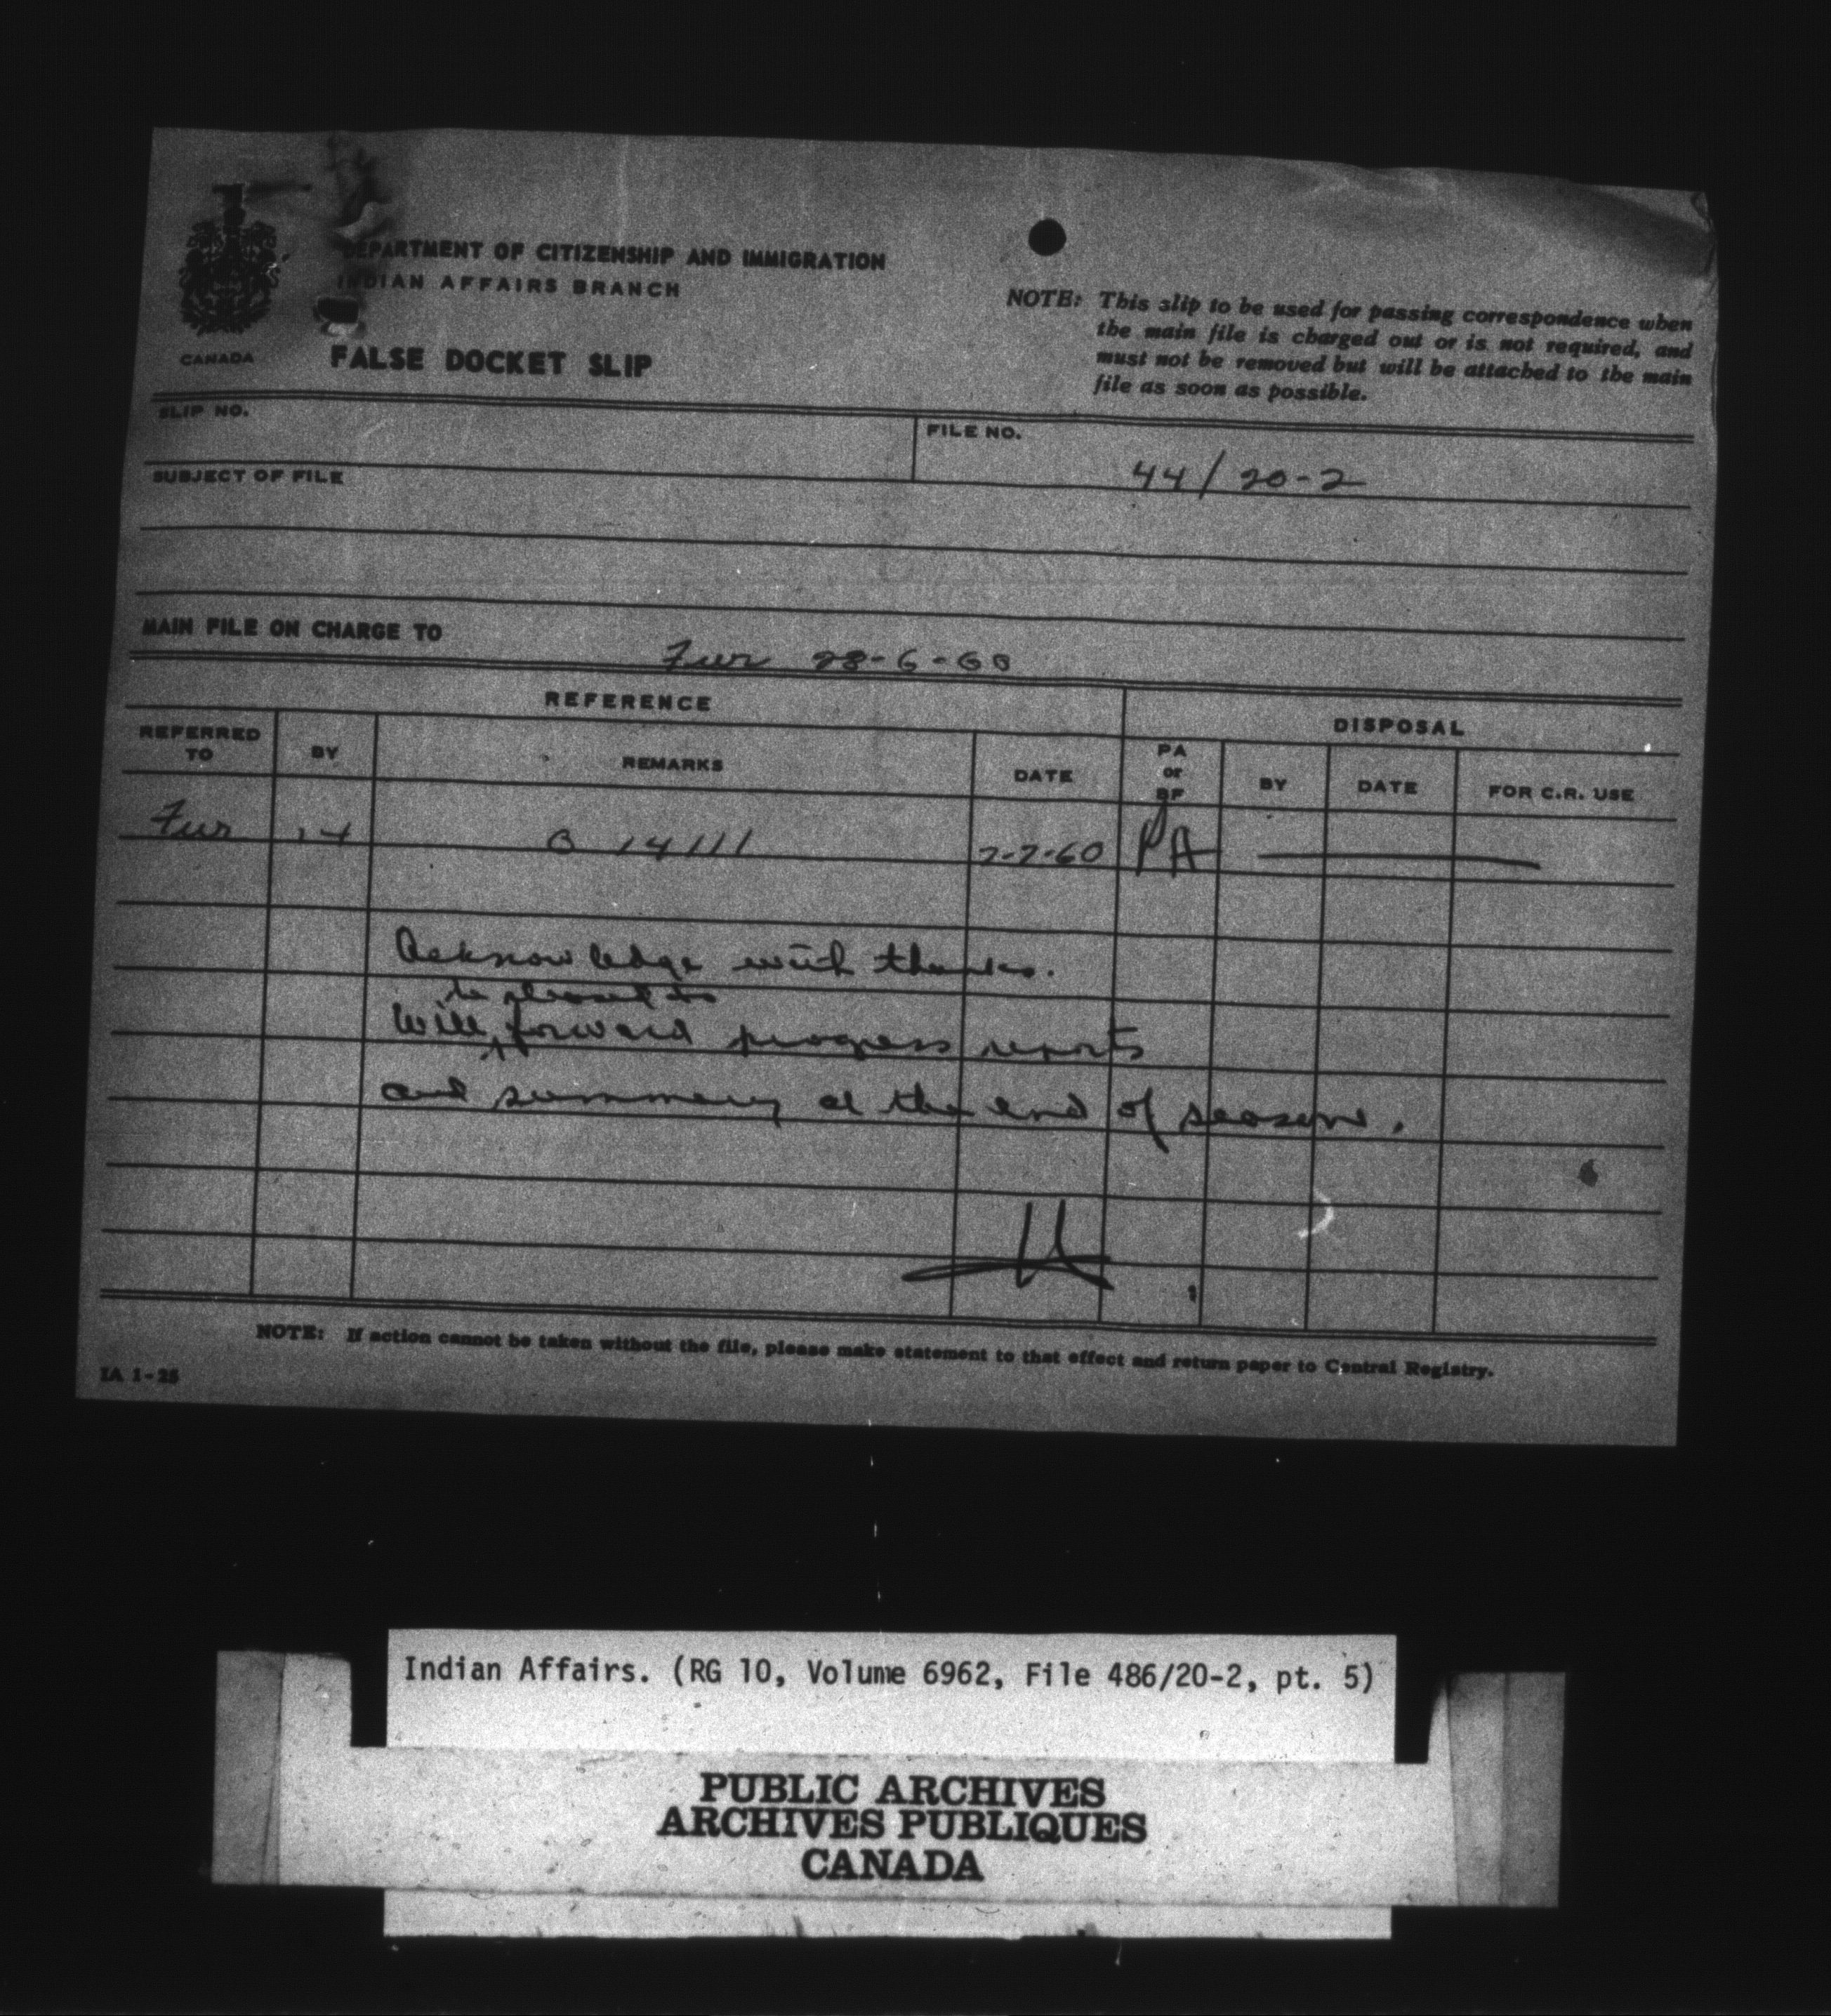 DEPARTMENT OF CITIZENSHIP AND IMMIGRATION
INDIAN AFFAIRS BRANCH
CANADA
FALSE DOCKET SLIP
NOTE: This slip to be used for passing correspondence when
the main file is charged out or is not required, and
must not be removed but will be attached to the main
file as soon as possible.
SLIP NO.
FILE NO.
44/20-2
SUBJECT OF FILE
MAIN FILE ON CHARGE TO
Fur 28-6-60
REFERENCE
DISPOSAL
REFERRED TO BY REMARKS DATE PA or BF BY DATE FOR C.R. USE
Fur 14111 7-7-60 PA
Acknowledge with thanks.
be pleased to
Will forward progress reports
and summary at the end of season.
NOTE: If action cannot be taken without the file, please make statement to that effect and return paper to Central Registry.
IA 1-25
Indian Affairs. (RG 10, Volume 6962, File 486/20-2, pt. 5)
PUBLIC ARCHIVES
ARCHIVES PUBLIQUES
CANADA